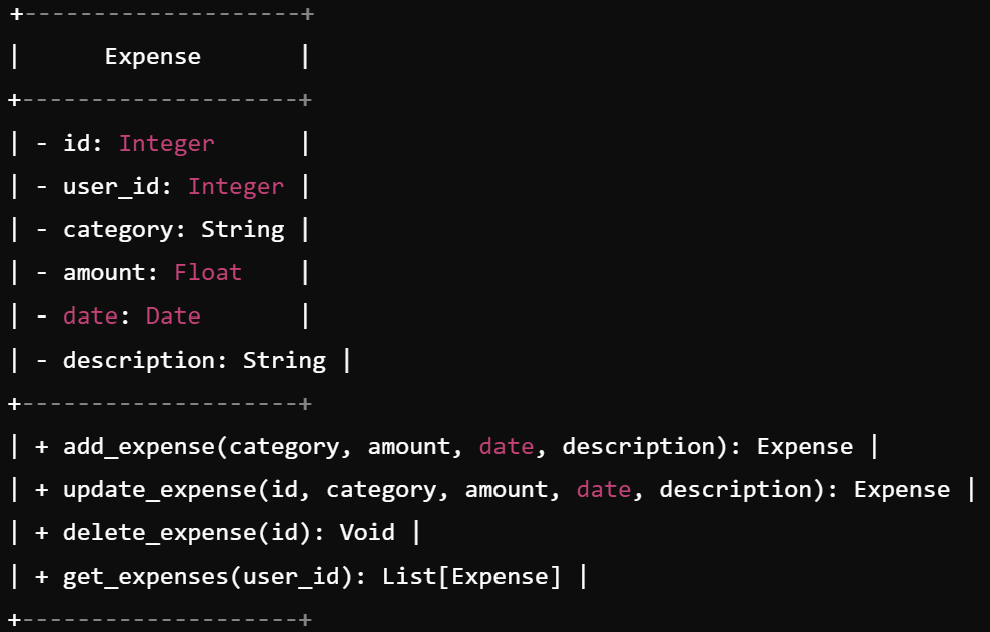 +--------------------+
|      Expense       |
+--------------------+
| - id: Integer      |
| - user_id: Integer |
| - category: String |
| - amount: Float    |
| - date: Date       |
| - description: String |
+--------------------+
| + add_expense(category, amount, date, description): Expense |
| + update_expense(id, category, amount, date, description): Expense |
| + delete_expense(id): Void |
| + get_expenses(user_id): List[Expense] |
+--------------------+